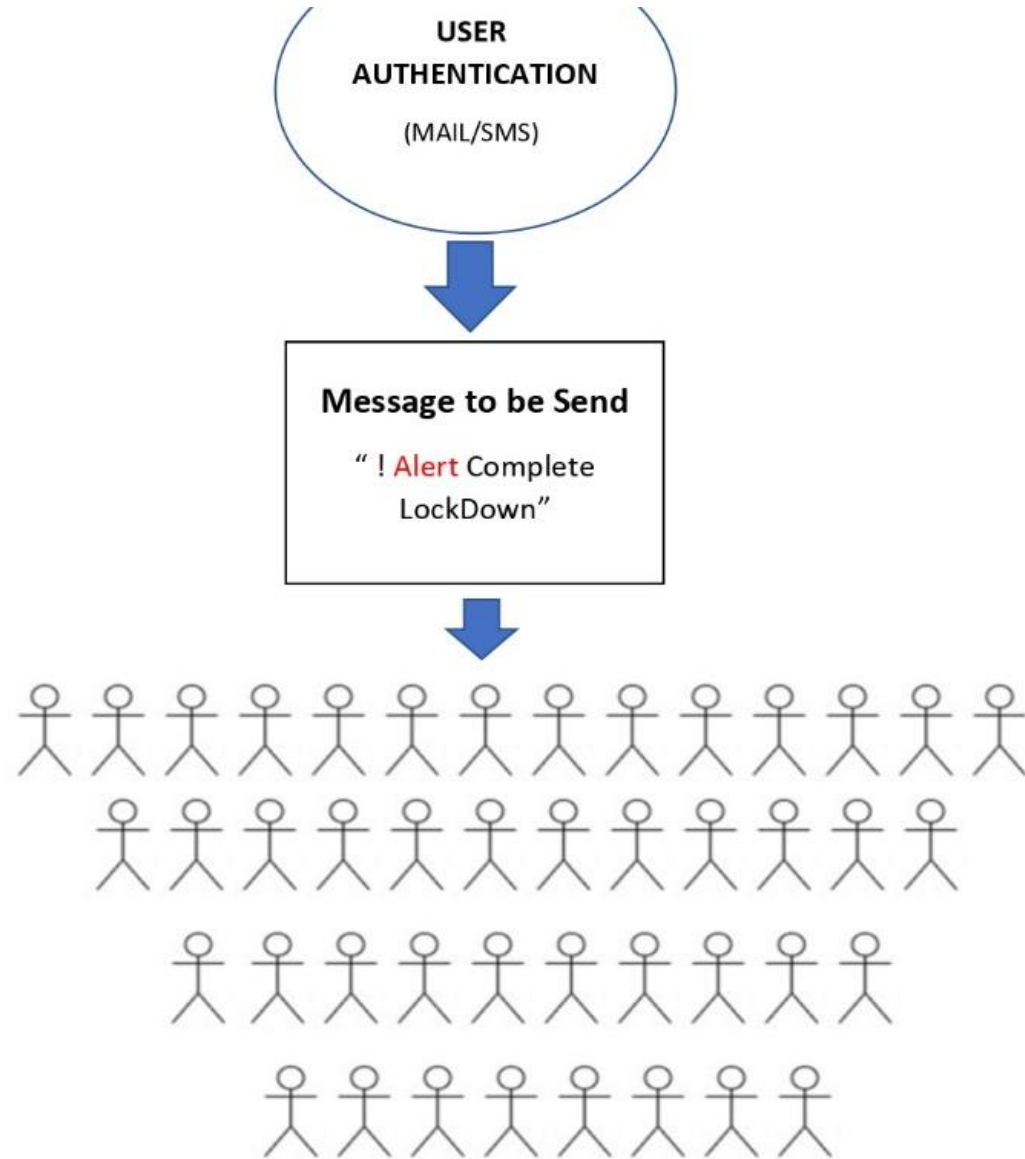 USER
AUTHENTICATION
(MAIL/SMS)
Message to be Send
“ ! Alert Complete
LockDown”